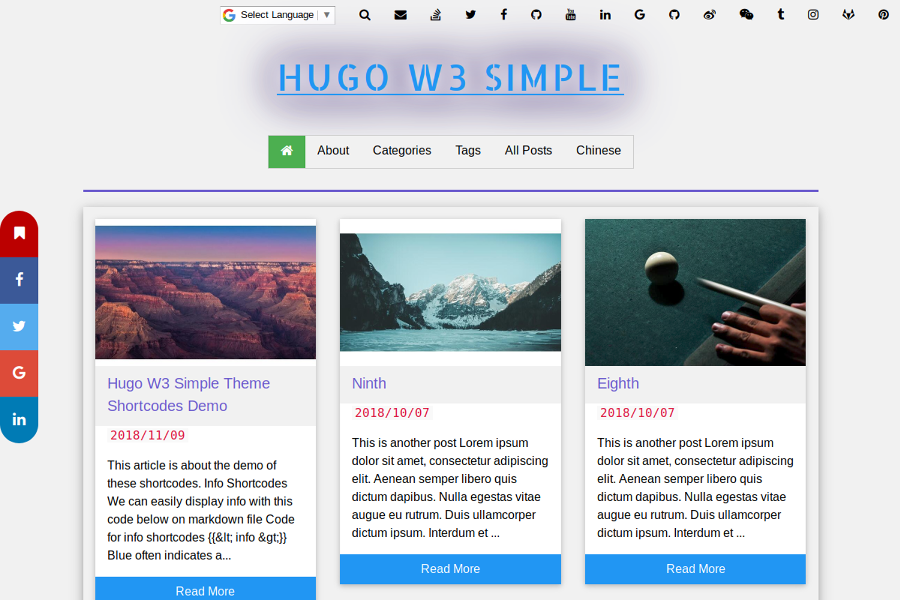 Select Language ▼
HUGO W3 SIMPLE
About Categories Tags All Posts Chinese
Hugo W3 Simple Theme
Shortcodes Demo
2018/11/09
This article is about the demo of
these shortcodes. Info Shortcodes
We can easily display info with this
code below on markdown file Code
for info shortcodes {{&lt; info &gt;}}
Blue often indicates a...
Read More
Ninth
2018/10/07
This is another post Lorem ipsum
dolor sit amet, consectetur adipiscing
elit. Aenean semper libero quis
dictum dapibus. Nulla egestas vitae
augue eu rutrum. Duis ullamcorper
dictum ipsum. Interdum et ...
Read More
Eighth
2018/10/07
This is another post Lorem ipsum
dolor sit amet, consectetur adipiscing
elit. Aenean semper libero quis
dictum dapibus. Nulla egestas vitae
augue eu rutrum. Duis ullamcorper
dictum ipsum. Interdum et ...
Read More